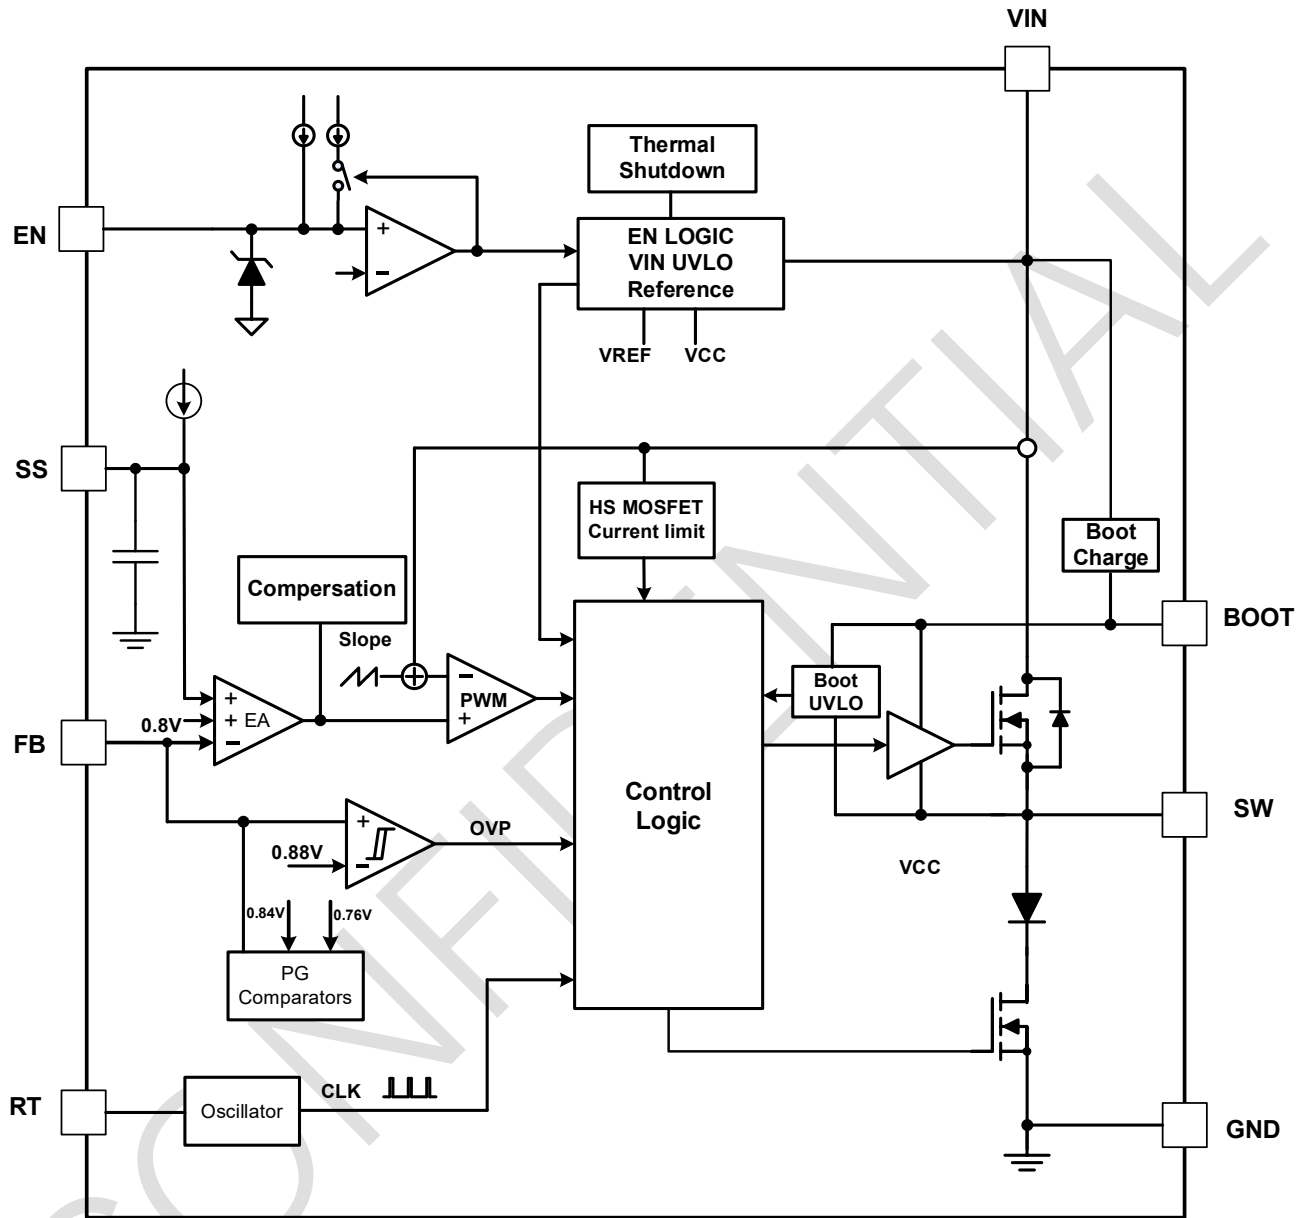 VIN
Thermal
Shutdown
EN
EN LOGIC
VIN UVLO
Reference
+
−
VREF
VCC
SS
HS MOSFET
Current limit
Boot
Charge
Compersation
BOOT
Slope
Boot
UVLO
−
PWM
+
+
+ EA
−
0.8V
FB
Control
Logic
SW
OVP
+
0.88V
−
VCC
0.84V
0.76V
PG
Comparators
RT
Oscillator
CLK
GND
CONFIDENTIAL